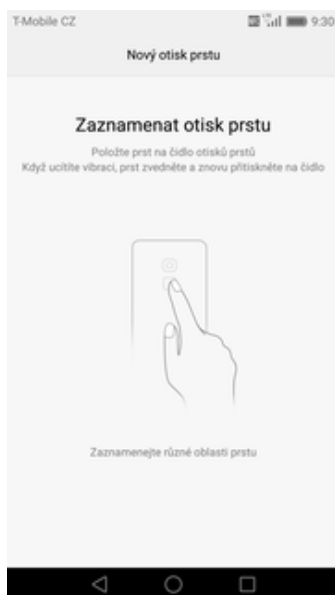 T-Mobile CZ 9:30
Nový otisk prstu
Zaznamenat otisk prstu
Položte prst na čidlo otisků prstů
Když ucítíte vibraci, prst zvedněte a znovu přitiskněte na čidlo
Zaznamenejte různé oblasti prstu